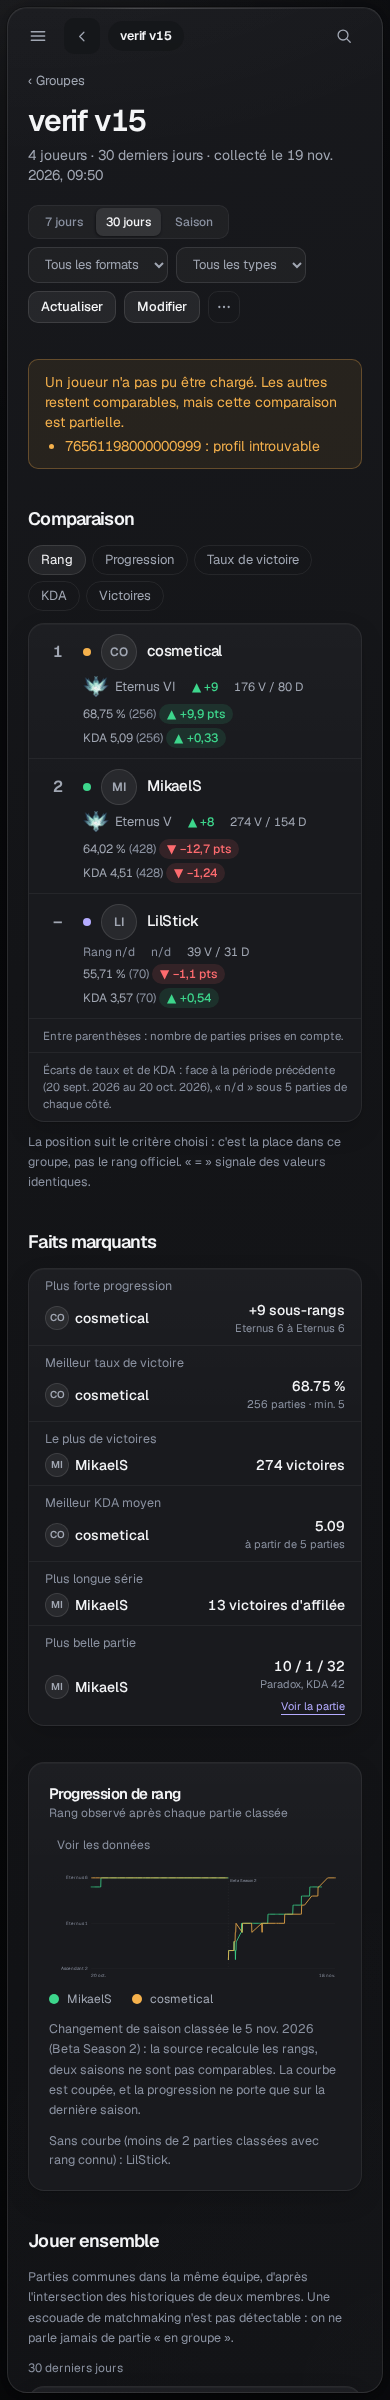 verif v15
‹ Groupes
verif v15
4 joueurs · 30 derniers jours · collecté le 19 nov.
2026, 09:50
7 jours 30 jours Saison
Tous les formats Tous les types
Actualiser Modifier ···
Un joueur n'a pas pu être chargé. Les autres
restent comparables, mais cette comparaison
est partielle.
• 76561198000000999 : profil introuvable
Comparaison
Rang Progression Taux de victoire
KDA Victoires
1 CO cosmetical
Eternus VI ▲ +9 176 V / 80 D
68,75 % (256) ▲ +9,9 pts
KDA 5,09 (256) ▲ +0,33
2 MI MikaelS
Eternus V ▲ +8 274 V / 154 D
64,02 % (428) ▼ −12,7 pts
KDA 4,51 (428) ▼ −1,24
– LI LilStick
Rang n/d n/d 39 V / 31 D
55,71 % (70) ▼ −1,1 pts
KDA 3,57 (70) ▲ +0,54
Entre parenthèses : nombre de parties prises en compte.
Écarts de taux et de KDA : face à la période précédente
(20 sept. 2026 au 20 oct. 2026), « n/d » sous 5 parties de
chaque côté.
La position suit le critère choisi : c'est la place dans ce
groupe, pas le rang officiel. « = » signale des valeurs
identiques.
Faits marquants
Plus forte progression
CO cosmetical +9 sous-rangs
Eternus 6 à Eternus 6
Meilleur taux de victoire
CO cosmetical 68.75 %
256 parties · min. 5
Le plus de victoires
MI MikaelS 274 victoires
Meilleur KDA moyen
CO cosmetical 5.09
à partir de 5 parties
Plus longue série
MI MikaelS 13 victoires d'affilée
Plus belle partie
MI MikaelS 10 / 1 / 32
Paradox, KDA 42
Voir la partie
Progression de rang
Rang observé après chaque partie classée
Voir les données
Eternus 6
Beta Season 2
Eternus 1
Ascendant 2
MikaelS cosmetical
Changement de saison classée le 5 nov. 2026
(Beta Season 2) : la source recalcule les rangs,
deux saisons ne sont pas comparables. La courbe
est coupée, et la progression ne porte que sur la
dernière saison.
Sans courbe (moins de 2 parties classées avec
rang connu) : LilStick.
Jouer ensemble
Parties communes dans la même équipe, d'après
l'intersection des historiques de deux membres. Une
escouade de matchmaking n'est pas détectable : on ne
parle jamais de partie « en groupe ».
30 derniers jours